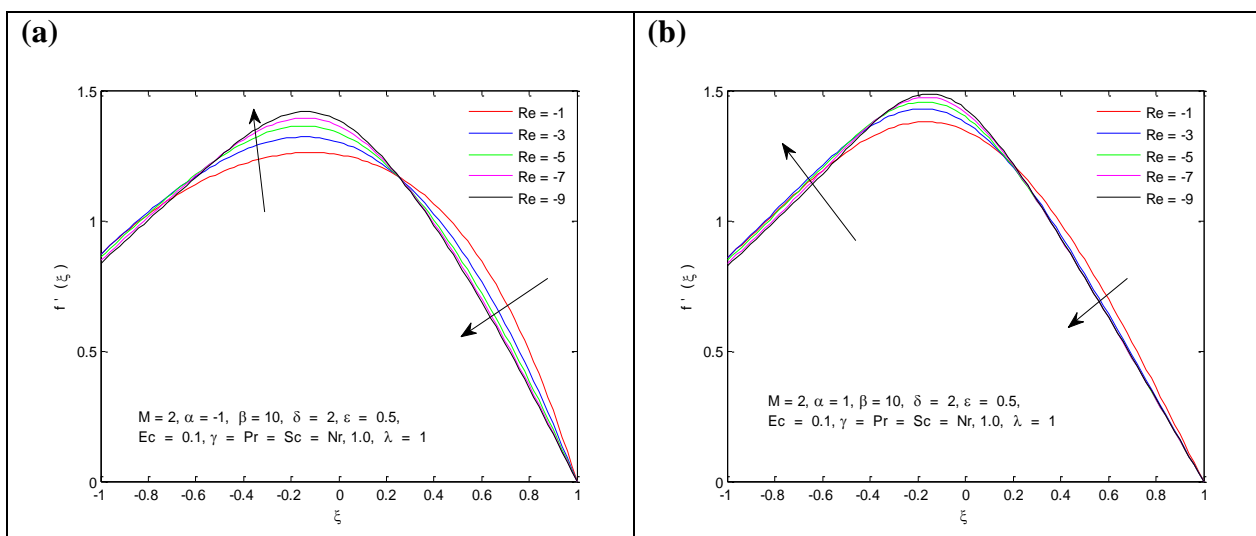 (a)
1.5
1
0.5
0
f ' (ξ)
Re = -1
Re = -3
Re = -5
Re = -7
Re = -9
M = 2, α = -1, β = 10, δ = 2, ε = 0.5,
Ec = 0.1, γ = Pr = Sc = Nr, 1.0, λ = 1
-1 -0.8 -0.6 -0.4 -0.2 0 0.2 0.4 0.6 0.8 1
ξ
(b)
1.5
1
0.5
0
f ' (ξ)
Re = -1
Re = -3
Re = -5
Re = -7
Re = -9
M = 2, α = 1, β = 10, δ = 2, ε = 0.5,
Ec = 0.1, γ = Pr = Sc = Nr, 1.0, λ = 1
-1 -0.8 -0.6 -0.4 -0.2 0 0.2 0.4 0.6 0.8 1
ξ